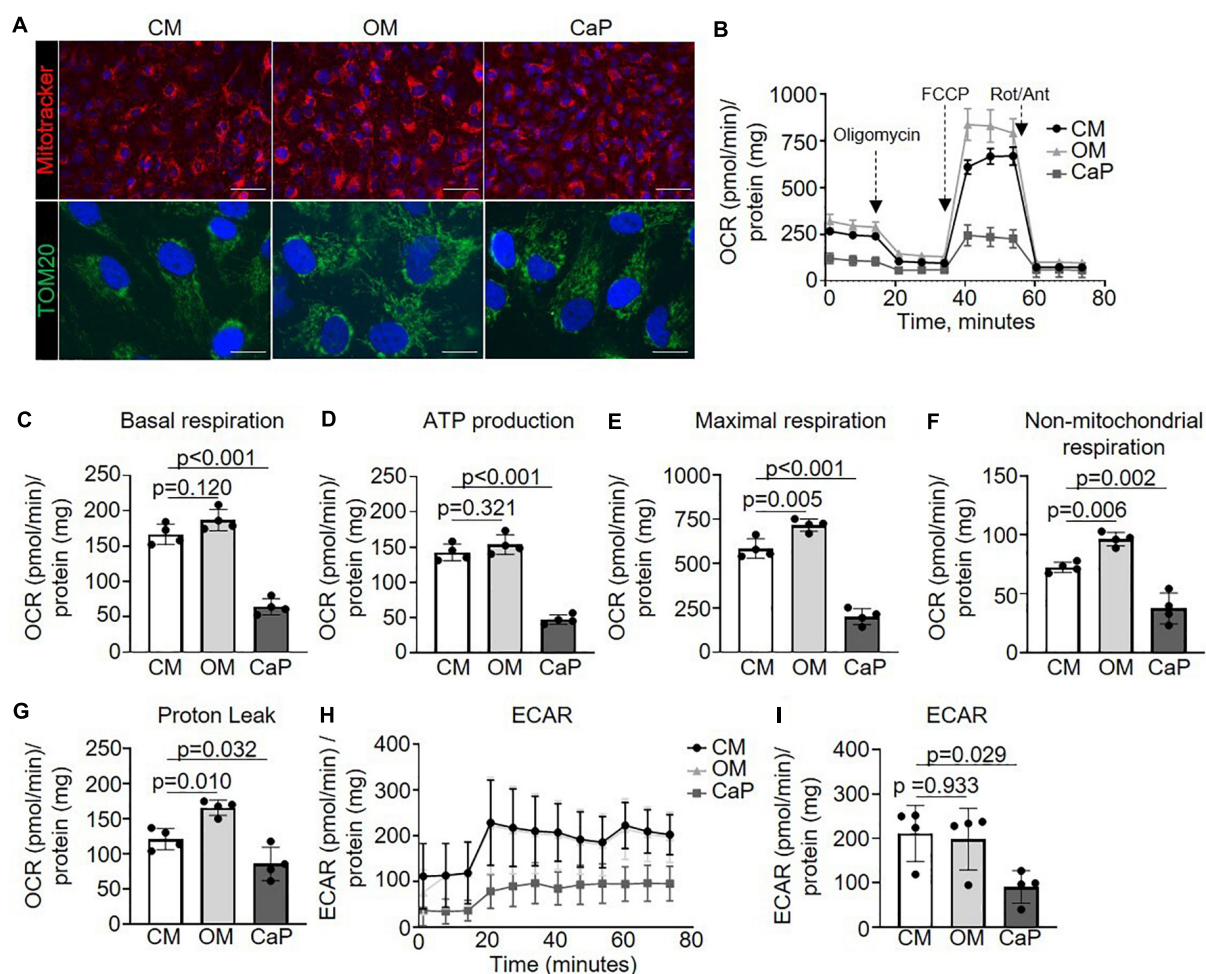 A
CM
OM
CaP
Mitotracker
TOM20
B
FCCP
Rot/Ant
Oligomycin
CM
OM
CaP
OCR (pmol/min)/
protein (mg)
1000
750
500
250
0
0
20
40
60
80
Time, minutes
C
Basal respiration
p<0.001
p=0.120
OCR (pmol/min)/
protein (mg)
250
200
150
100
50
0
CM
OM
CaP
D
ATP production
p<0.001
p=0.321
OCR (pmol/min)/
protein (mg)
250
200
150
100
50
0
CM
OM
CaP
E
Maximal respiration
p<0.001
p=0.005
OCR (pmol/min)/
protein (mg)
1000
750
500
250
0
CM
OM
CaP
F
Non-mitochondrial
respiration
p=0.002
p=0.006
OCR (pmol/min)/
protein (mg)
150
100
50
0
CM
OM
CaP
G
Proton Leak
p=0.032
p=0.010
OCR (pmol/min)/
protein (mg)
250
200
150
100
50
0
CM
OM
CaP
H
ECAR
CM
OM
CaP
ECAR (pmol/min) /
protein (mg)
400
300
200
100
0
0
20
40
60
80
Time (minutes)
I
ECAR
p=0.029
p =0.933
ECAR (pmol/min)/
protein (mg)
400
300
200
100
0
CM
OM
CaP